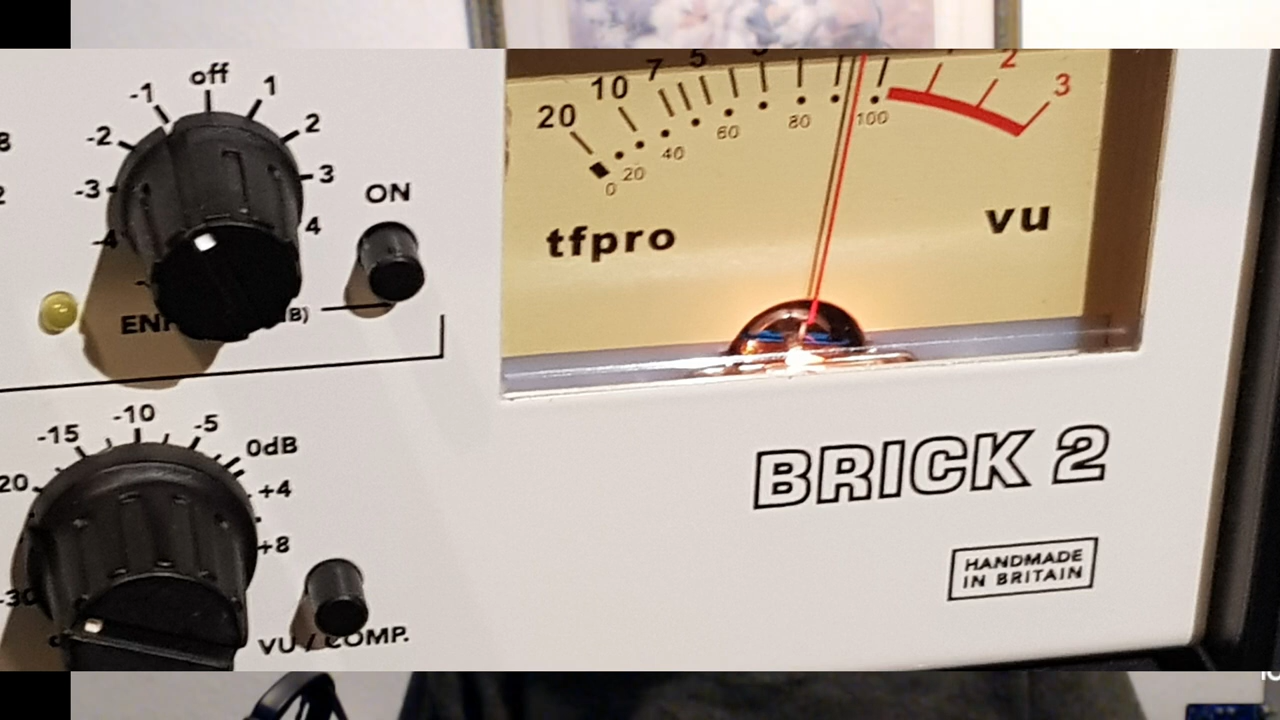 off
-1 1
-2 2
-3 3
-4 4
ON
20 10 7 5
2 3
0 20 40 60 80 100
tfpro vu
-10
-15 -5
0dB
+4
+8
-30
VU / COMP.
BRICK 2
HANDMADE
IN BRITAIN